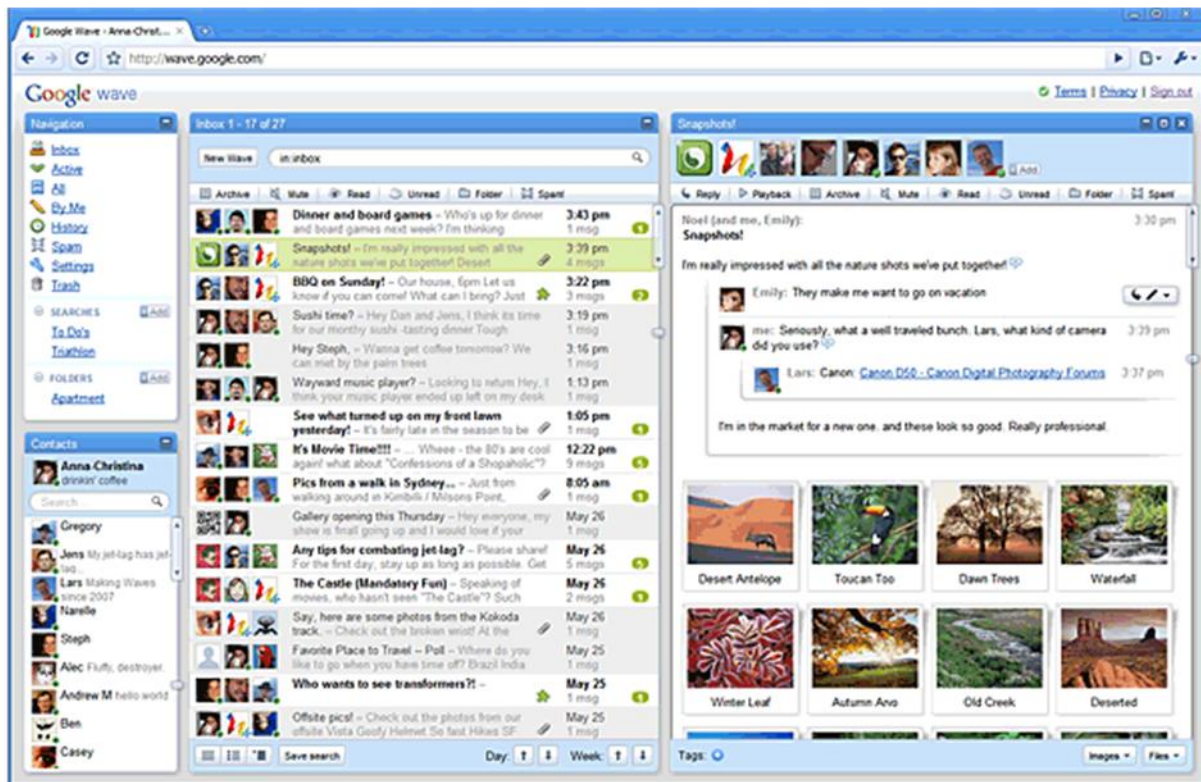 Google Wave - Anna-Christ...
http://wave.google.com/
Google wave
Terms | Privacy | Sign out
Navigation
Inbox
Active
All
By Me
History
Spam
Settings
Trash
SEARCHES Add
To Do's
Triathlon
FOLDERS Add
Apartment
Contacts
Anna-Christina
drinkin' coffee
Search
Gregory
Jens My jet-lag has jet-
lag...
Lars Making Waves
since 2007
Narelle
Steph
Alec Fluffy, destroyer.
Andrew M hello world
Ben
Casey
Inbox 1 - 17 of 27
New Wave in:inbox
Archive Mute Read Unread Folder Spam!
Dinner and board games – Who's up for dinner 3:43 pm
and board games next week? I'm thinking 1
Snapshots! – I'm really impressed with all the 3:39 pm
nature shots we've put together! Desert 4 msgs
BBQ on Sunday! – Our house, 6pm Let us 3:22 pm
know if you can come! What can I bring? Just 3 msgs 2
Sushi time? – Hey Dan and Jens, I think its time 3:19 pm
for our monthy sushi -tasting dinner Tough 1 msg
Hey Steph, – Wanna get coffee tomorrow? We 3:16 pm
can met by the palm trees 1 msg
Wayward music player? – Looking to return Hey, I 1:13 pm
think your music player ended up left on my desk 1 msg
See what turned up on my front lawn 1:05 pm
yesterday! – It's fairly late in the season to be 1 msg 1
It's Movie Time!!!! – ... Wheee - the 80's are cool 12:22 pm
again! what about "Confessions of a Shopaholic"? 9 msgs 5
Pics from a walk in Sydney... – Just from 8:05 am
walking around in Kirribilli / Milsons Point, 1 msg 1
Gallery opening this Thursday – Hey everyone, my May 26
show is finall going up and I would love if your 1 msg
Any tips for combating jet-lag? – Please share! May 26
For the first day, stay up as long as possible. Get 5 msgs 5
The Castle (Mandatory Fun) – Speaking of May 26
movies, who hasn't seen "The Castle"? Such 2 msgs 1
Say, here are some photos from the Kokoda May 26
track. – Check out the broken wrist! At the 1 msg
Favorite Place to Travel -- Poll – Where do you May 25
like to go when you have time off? Brazil India 1 msg
Who wants to see transformers?! – May 25
1 msg 1
Offsite pics! – Check out the photos from our May 25
offsite Vista Goofy Helmet So fast Hikes SF 1 msg
Save search Day: Week:
Snapshots!
Add
Reply Playback Archive Mute Read Unread Folder Spam!
Noel (and me, Emily): 3:30 pm
Snapshots!
I'm really impressed with all the nature shots we've put together!
Emily: They make me want to go on vacation
me: Seriously, what a well traveled bunch. Lars, what kind of camera 3:39 pm
did you use?
Lars: Canon: Canon D50 - Canon Digital Photography Forums 3:37 pm
I'm in the market for a new one. and these look so good. Really professional.
Desert Antelope Toucan Too Dawn Trees Waterfall
Winter Leaf Autumn Arvo Old Creek Deserted
Tags: Images Files